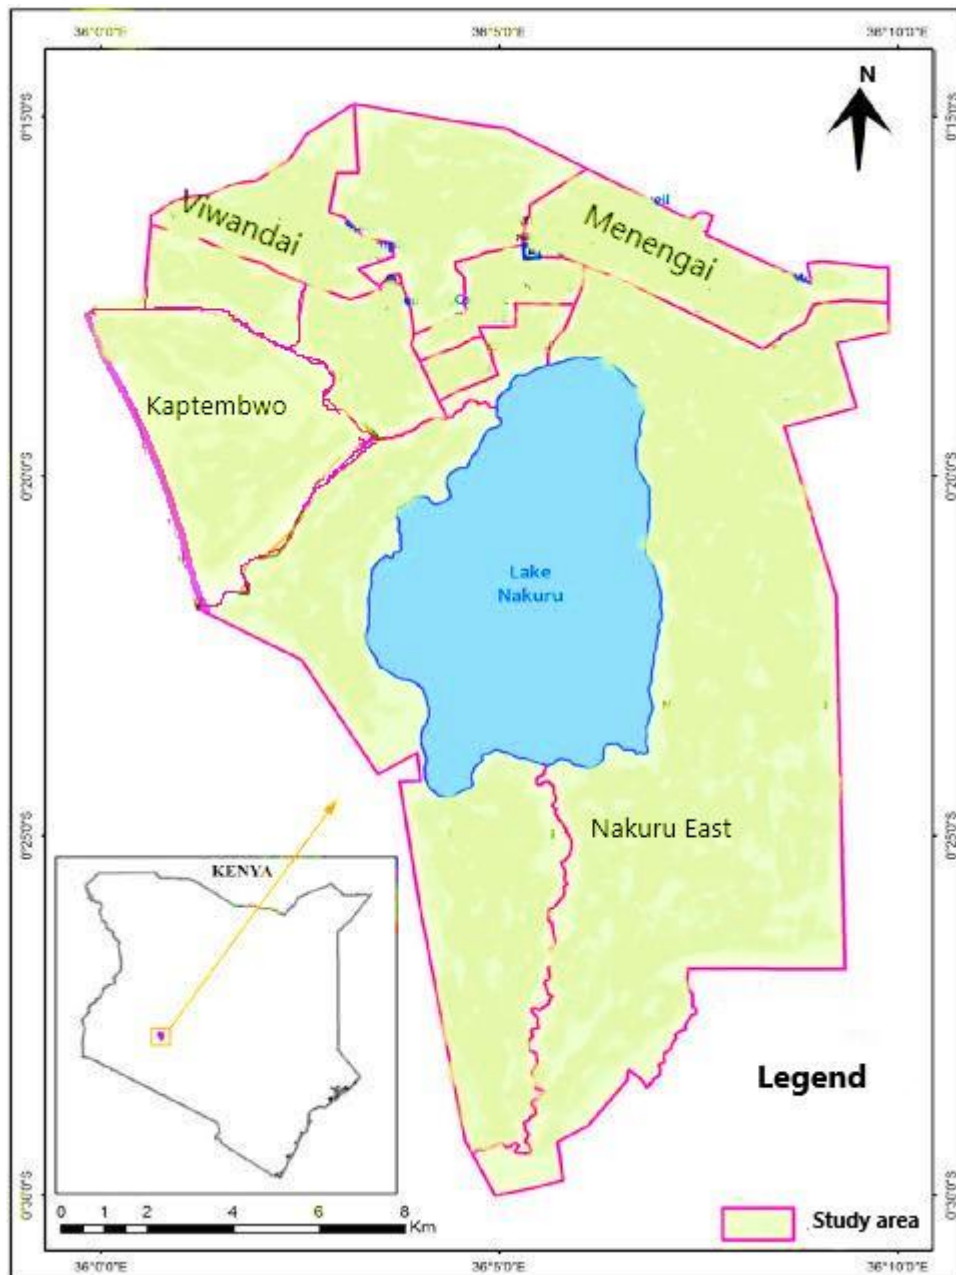 36°0'0"E 36°5'0"E 36°10'0"E
N
0°15'0"S 0°15'0"S
Viwandai
Menengai
Kaptembwo
0°20'0"S 0°20'0"S
Lake
Nakuru
Nakuru East
0°25'0"S 0°25'0"S
KENYA
Legend
0°30'0"S 0°30'0"S
0 1 2 4 6 8
Km
Study area
36°0'0"E 36°5'0"E 36°10'0"E